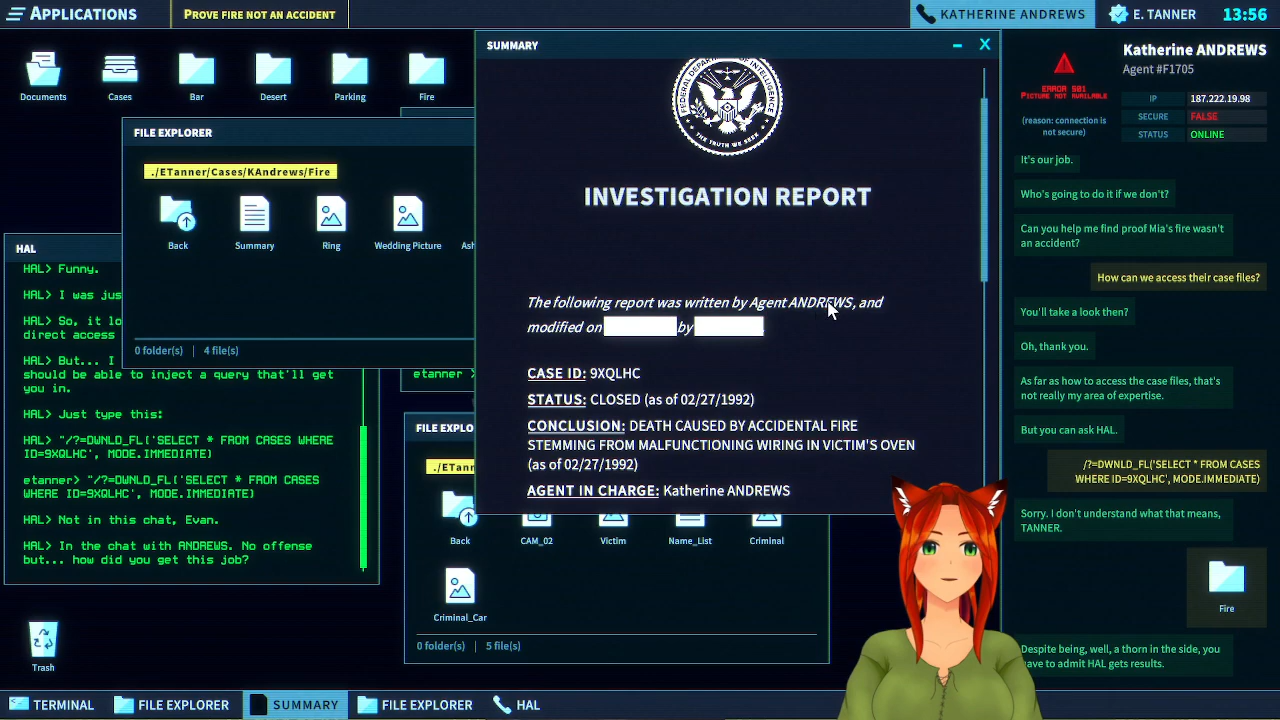 APPLICATIONS
PROVE FIRE NOT AN ACCIDENT
KATHERINE ANDREWS
E. TANNER
13:56
Documents
Cases
Bar
Desert
Parking
Fire
FILE EXPLORER
./ETanner/Cases/KAndrews/Fire
Back
Summary
Ring
Wedding Picture
0 folder(s) | 4 file(s)
HAL
HAL> Funny.
HAL> I was jus
HAL> So, it lo
direct access
HAL> But... I
should be able to inject a query that'll get
you in.
HAL> Just type this:
HAL> "/?=DWNLD_FL('SELECT * FROM CASES WHERE
ID=9XQLHC', MODE.IMMEDIATE)
etanner> "/?=DWNLD_FL('SELECT * FROM CASES
WHERE ID=9XQLHC', MODE.IMMEDIATE)
HAL> Not in this chat, Evan.
HAL> In the chat with ANDREWS. No offense
but... how did you get this job?
etanner >
FILE EXPLO
./ETann
Back
CAM_02
Victim
Name_List
Criminal
Criminal_Car
0 folder(s) | 5 file(s)
SUMMARY
FEDERAL DEPARTMENT OF INTELLIGENCE
THE TRUTH WE SEEK
INVESTIGATION REPORT
The following report was written by Agent ANDREWS, and
modified on by
CASE ID: 9XQLHC
STATUS: CLOSED (as of 02/27/1992)
CONCLUSION: DEATH CAUSED BY ACCIDENTAL FIRE
STEMMING FROM MALFUNCTIONING WIRING IN VICTIM'S OVEN
(as of 02/27/1992)
AGENT IN CHARGE: Katherine ANDREWS
Katherine ANDREWS
Agent #F1705
ERROR 501
PICTURE NOT AVAILABLE
(reason: connection is
not secure)
IP 187.222.19.98
SECURE FALSE
STATUS ONLINE
It's our job.
Who's going to do it if we don't?
Can you help me find proof Mia's fire wasn't
an accident?
How can we access their case files?
You'll take a look then?
Oh, thank you.
As far as how to access the case files, that's
not really my area of expertise.
But you can ask HAL.
/?=DWNLD_FL('SELECT * FROM CASES
WHERE ID=9XQLHC', MODE.IMMEDIATE)
Sorry. I don't understand what that means,
TANNER.
Fire
Despite being, well, a thorn in the side, you
have to admit HAL gets results.
Trash
TERMINAL
FILE EXPLORER
SUMMARY
FILE EXPLORER
HAL